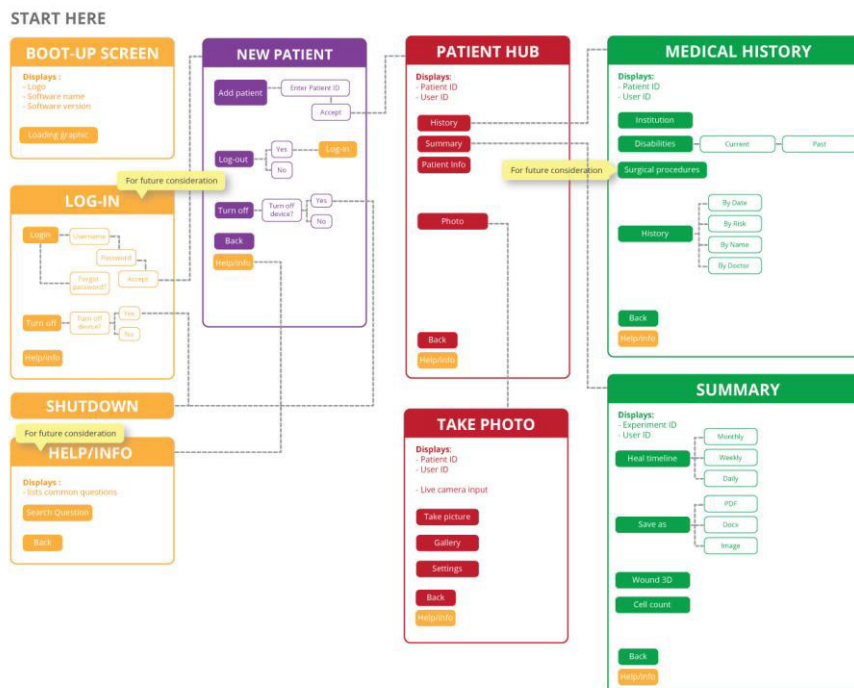 START HERE
BOOT-UP SCREEN
Displays :
- Logo
- Software name
- Software version
Loading graphic
For future consideration
LOG-IN
Login
Username
Password
Forgot
password?
Accept
Turn off
Turn off
device?
Yes
No
Help/Info
SHUTDOWN
For future consideration
HELP/INFO
Displays :
- lists common questions
Search Question
Back
NEW PATIENT
Add patient
Enter Patient ID
Accept
Log-out
Yes
No
Log-in
Turn off
Turn off
device?
Yes
No
Back
Help/Info
PATIENT HUB
Displays:
- Patient ID
- User ID
History
Summary
Patient Info
Photo
Back
Help/Info
TAKE PHOTO
Displays:
- Patient ID
- User ID
- Live camera input
Take picture
Gallery
Settings
Back
Help/Info
MEDICAL HISTORY
Displays:
- Patient ID
- User ID
Institution
Disabilities
Current
Past
For future consideration
Surgical procedures
History
By Date
By Risk
By Name
By Doctor
Back
Help/Info
SUMMARY
Displays:
- Experiment ID
- User ID
Heal timeline
Monthly
Weekly
Daily
Save as
PDF
Docx
Image
Wound 3D
Cell count
Back
Help/Info